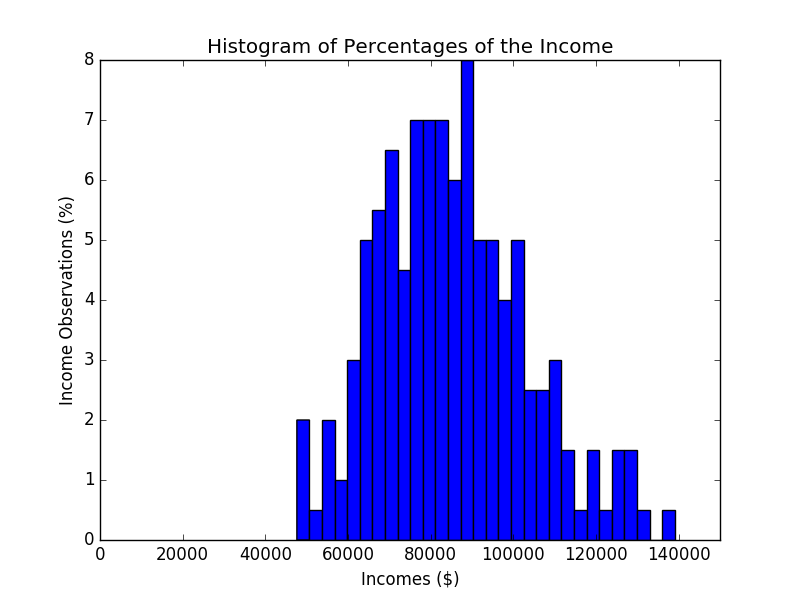 Histogram of Percentages of the Income
8
7
6
5
4
3
2
1
0
Income Observations (%)
0 20000 40000 60000 80000 100000 120000 140000
Incomes ($)